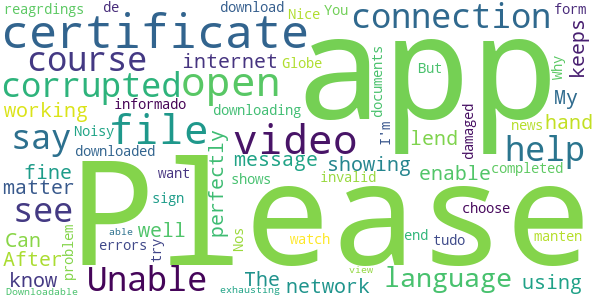 reagrdings de download Nice You connection form
certificate app Why keeps
course internet Globe
corrupted open But documents My
working informado downloading I'm damaged news hand
say Noisy file video lend help
downloaded perfectly
fine want message showing enable completed
matter shows invalid choose
see sign well Please
Can problem try Nos watch end tudo manten
After errors able The language using
know Unable network view
Downloadable exhausting